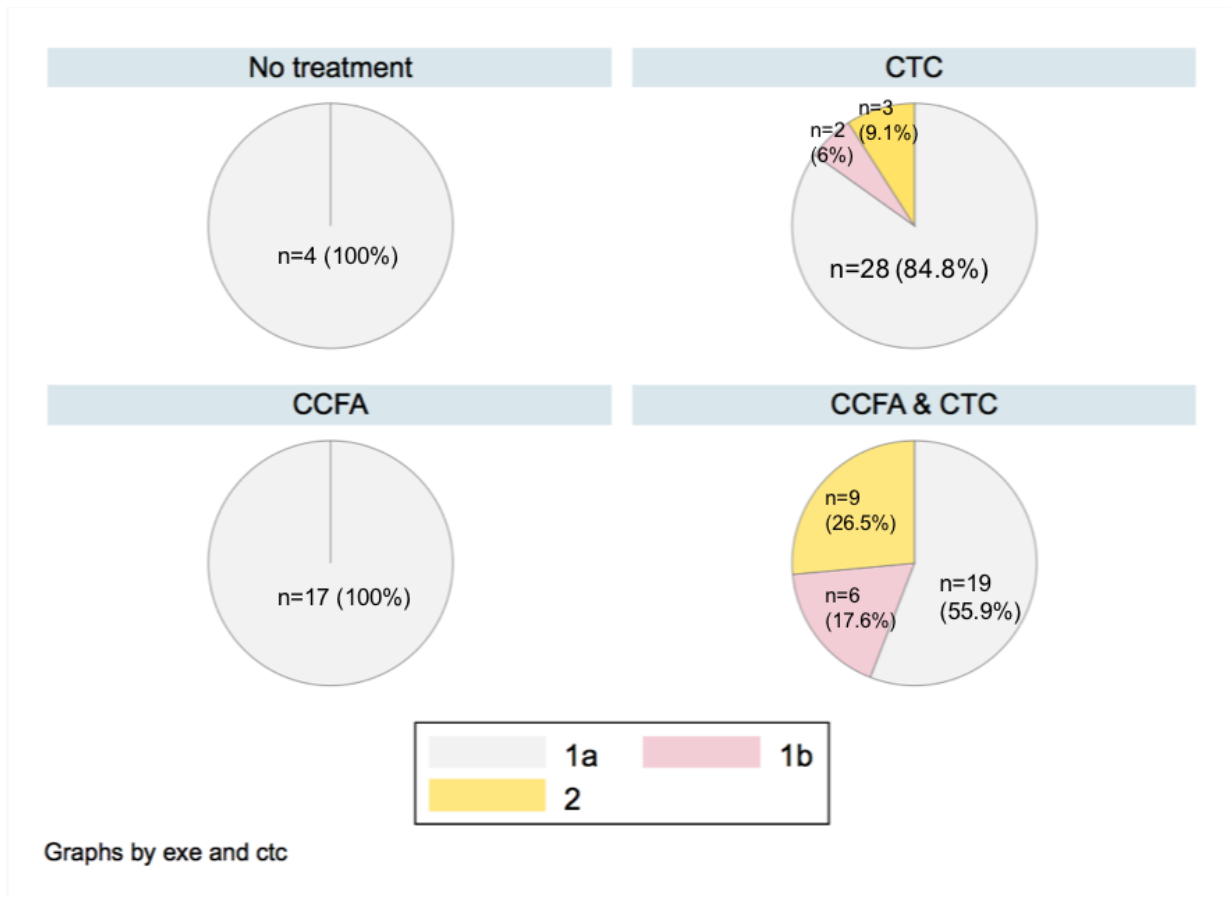 No treatment
CTC
n=3
(9.1%)
n=2
(6%)
n=4 (100%)
n=28 (84.8%)
CCFA
CCFA & CTC
n=9
(26.5%)
n=19
(55.9%)
n=6
(17.6%)
n=17 (100%)
1a
1b
2
Graphs by exe and ctc